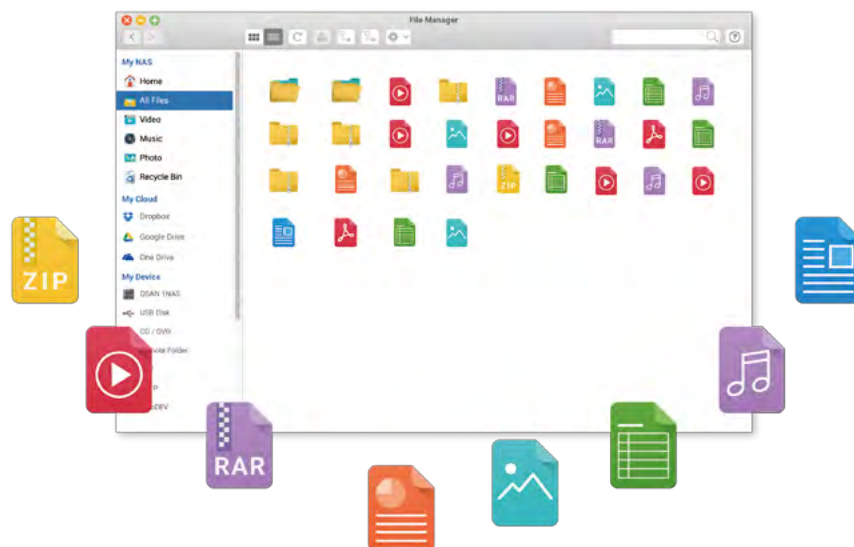 File Manager
My NAS
Home
All Files
Video
Music
Photo
Recycle Bin
My Cloud
Dropbox
Google Drive
One Drive
My Device
USB Disk
CD / DVD
Folder
RAR
RAR
ZIP
ZIP
RAR